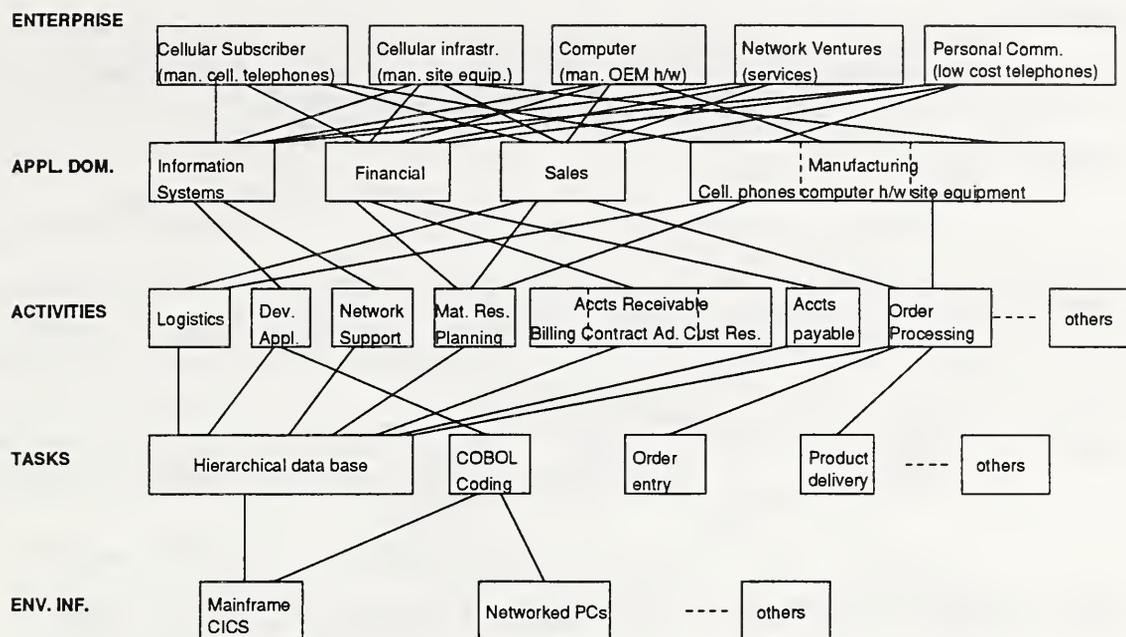 ENTERPRISE
Cellular Subscriber
(man. cell. telephones)
Cellular infrastr.
(man. site equip.)
Computer
(man. OEM h/w)
Network Ventures
(services)
Personal Comm.
(low cost telephones)
APPL. DOM.
Information
Systems
Financial
Sales
Manufacturing
Cell. phones computer h/w site equipment
ACTIVITIES
Logistics
Dev.
Appl.
Network
Support
Mat. Res.
Planning
Accts Receivable
Billing Contract Ad. Cust Res.
Accts
payable
Order
Processing
others
TASKS
Hierarchical data base
COBOL
Coding
Order
entry
Product
delivery
others
ENV. INF.
Mainframe
CICS
Networked PCs
others